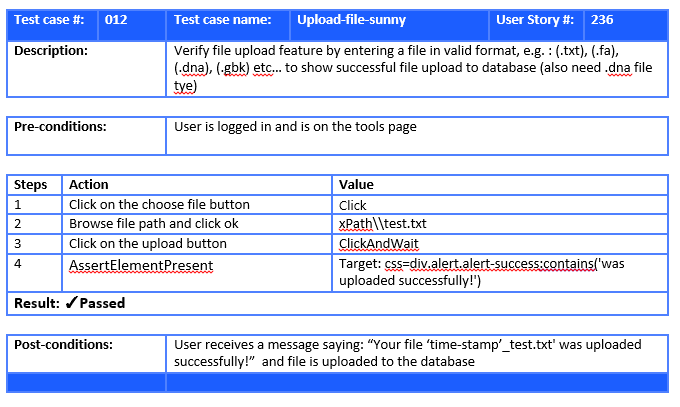 Test case #: 012 Test case name: Upload-file-sunny User Story #: 236
Description: Verify file upload feature by entering a file in valid format, e.g. : (.txt), (.fa),
(.dna), (.gbk) etc… to show successful file upload to database (also need .dna file
tye)
Pre-conditions: User is logged in and is on the tools page
Steps Action Value
1 Click on the choose file button Click
2 Browse file path and click ok xPath\\test.txt
3 Click on the upload button ClickAndWait
4 AssertElementPresent Target: css=div.alert.alert-success:contains('was
uploaded successfully!')
Result: ✓Passed
Post-conditions: User receives a message saying: “Your file ‘time-stamp’_test.txt' was uploaded
successfully!” and file is uploaded to the database